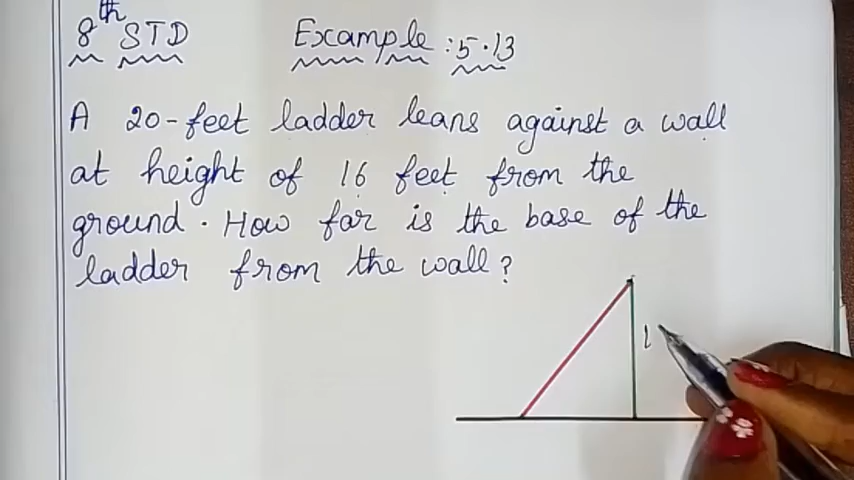 8th STD Example : 5.13
A 20-feet ladder leans against a wall
at height of 16 feet from the
ground. How far is the base of the
ladder from the wall?
1